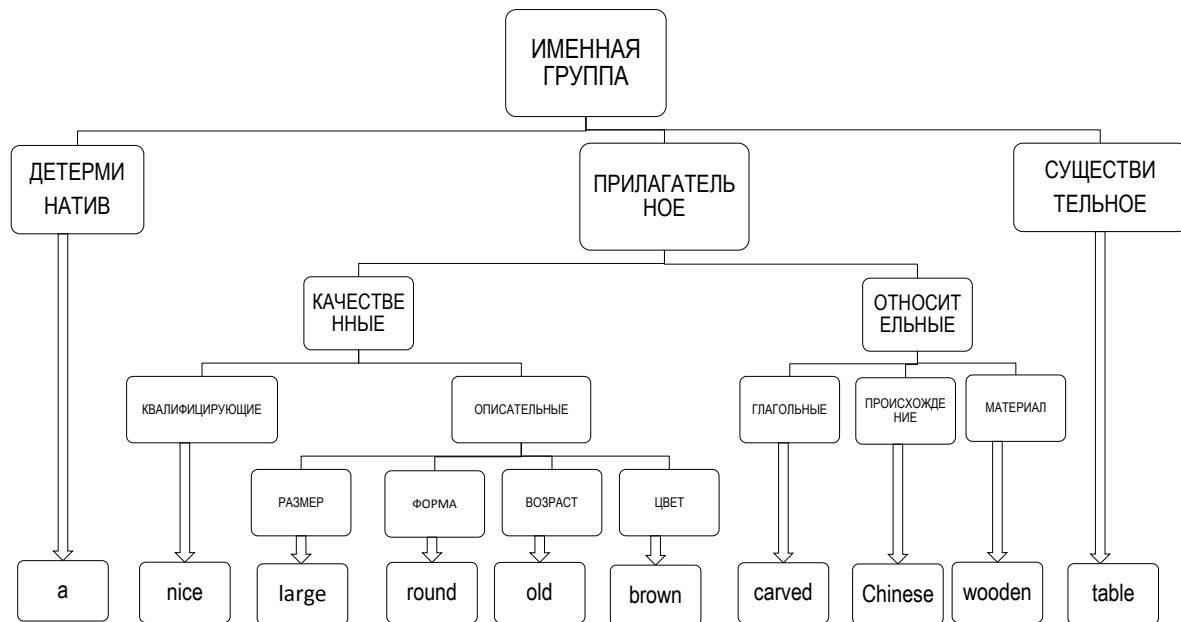 ИМЕННАЯ
ГРУППА
ДЕТЕРМИ
НАТИВ
ПРИЛАГАТЕЛЬ
НОЕ
СУЩЕСТВИ
ТЕЛЬНОЕ
КАЧЕСТВЕ
ННЫЕ
ОТНОСИТ
ЕЛЬНЫЕ
КВАЛИФИЦИРУЮЩИЕ
ОПИСАТЕЛЬНЫЕ
ГЛАГОЛЬНЫЕ
ПРОИСХОЖДЕ
НИЕ
МАТЕРИАЛ
РАЗМЕР
ФОРМА
ВОЗРАСТ
ЦВЕТ
a
nice
large
round
old
brown
carved
Chinese
wooden
table